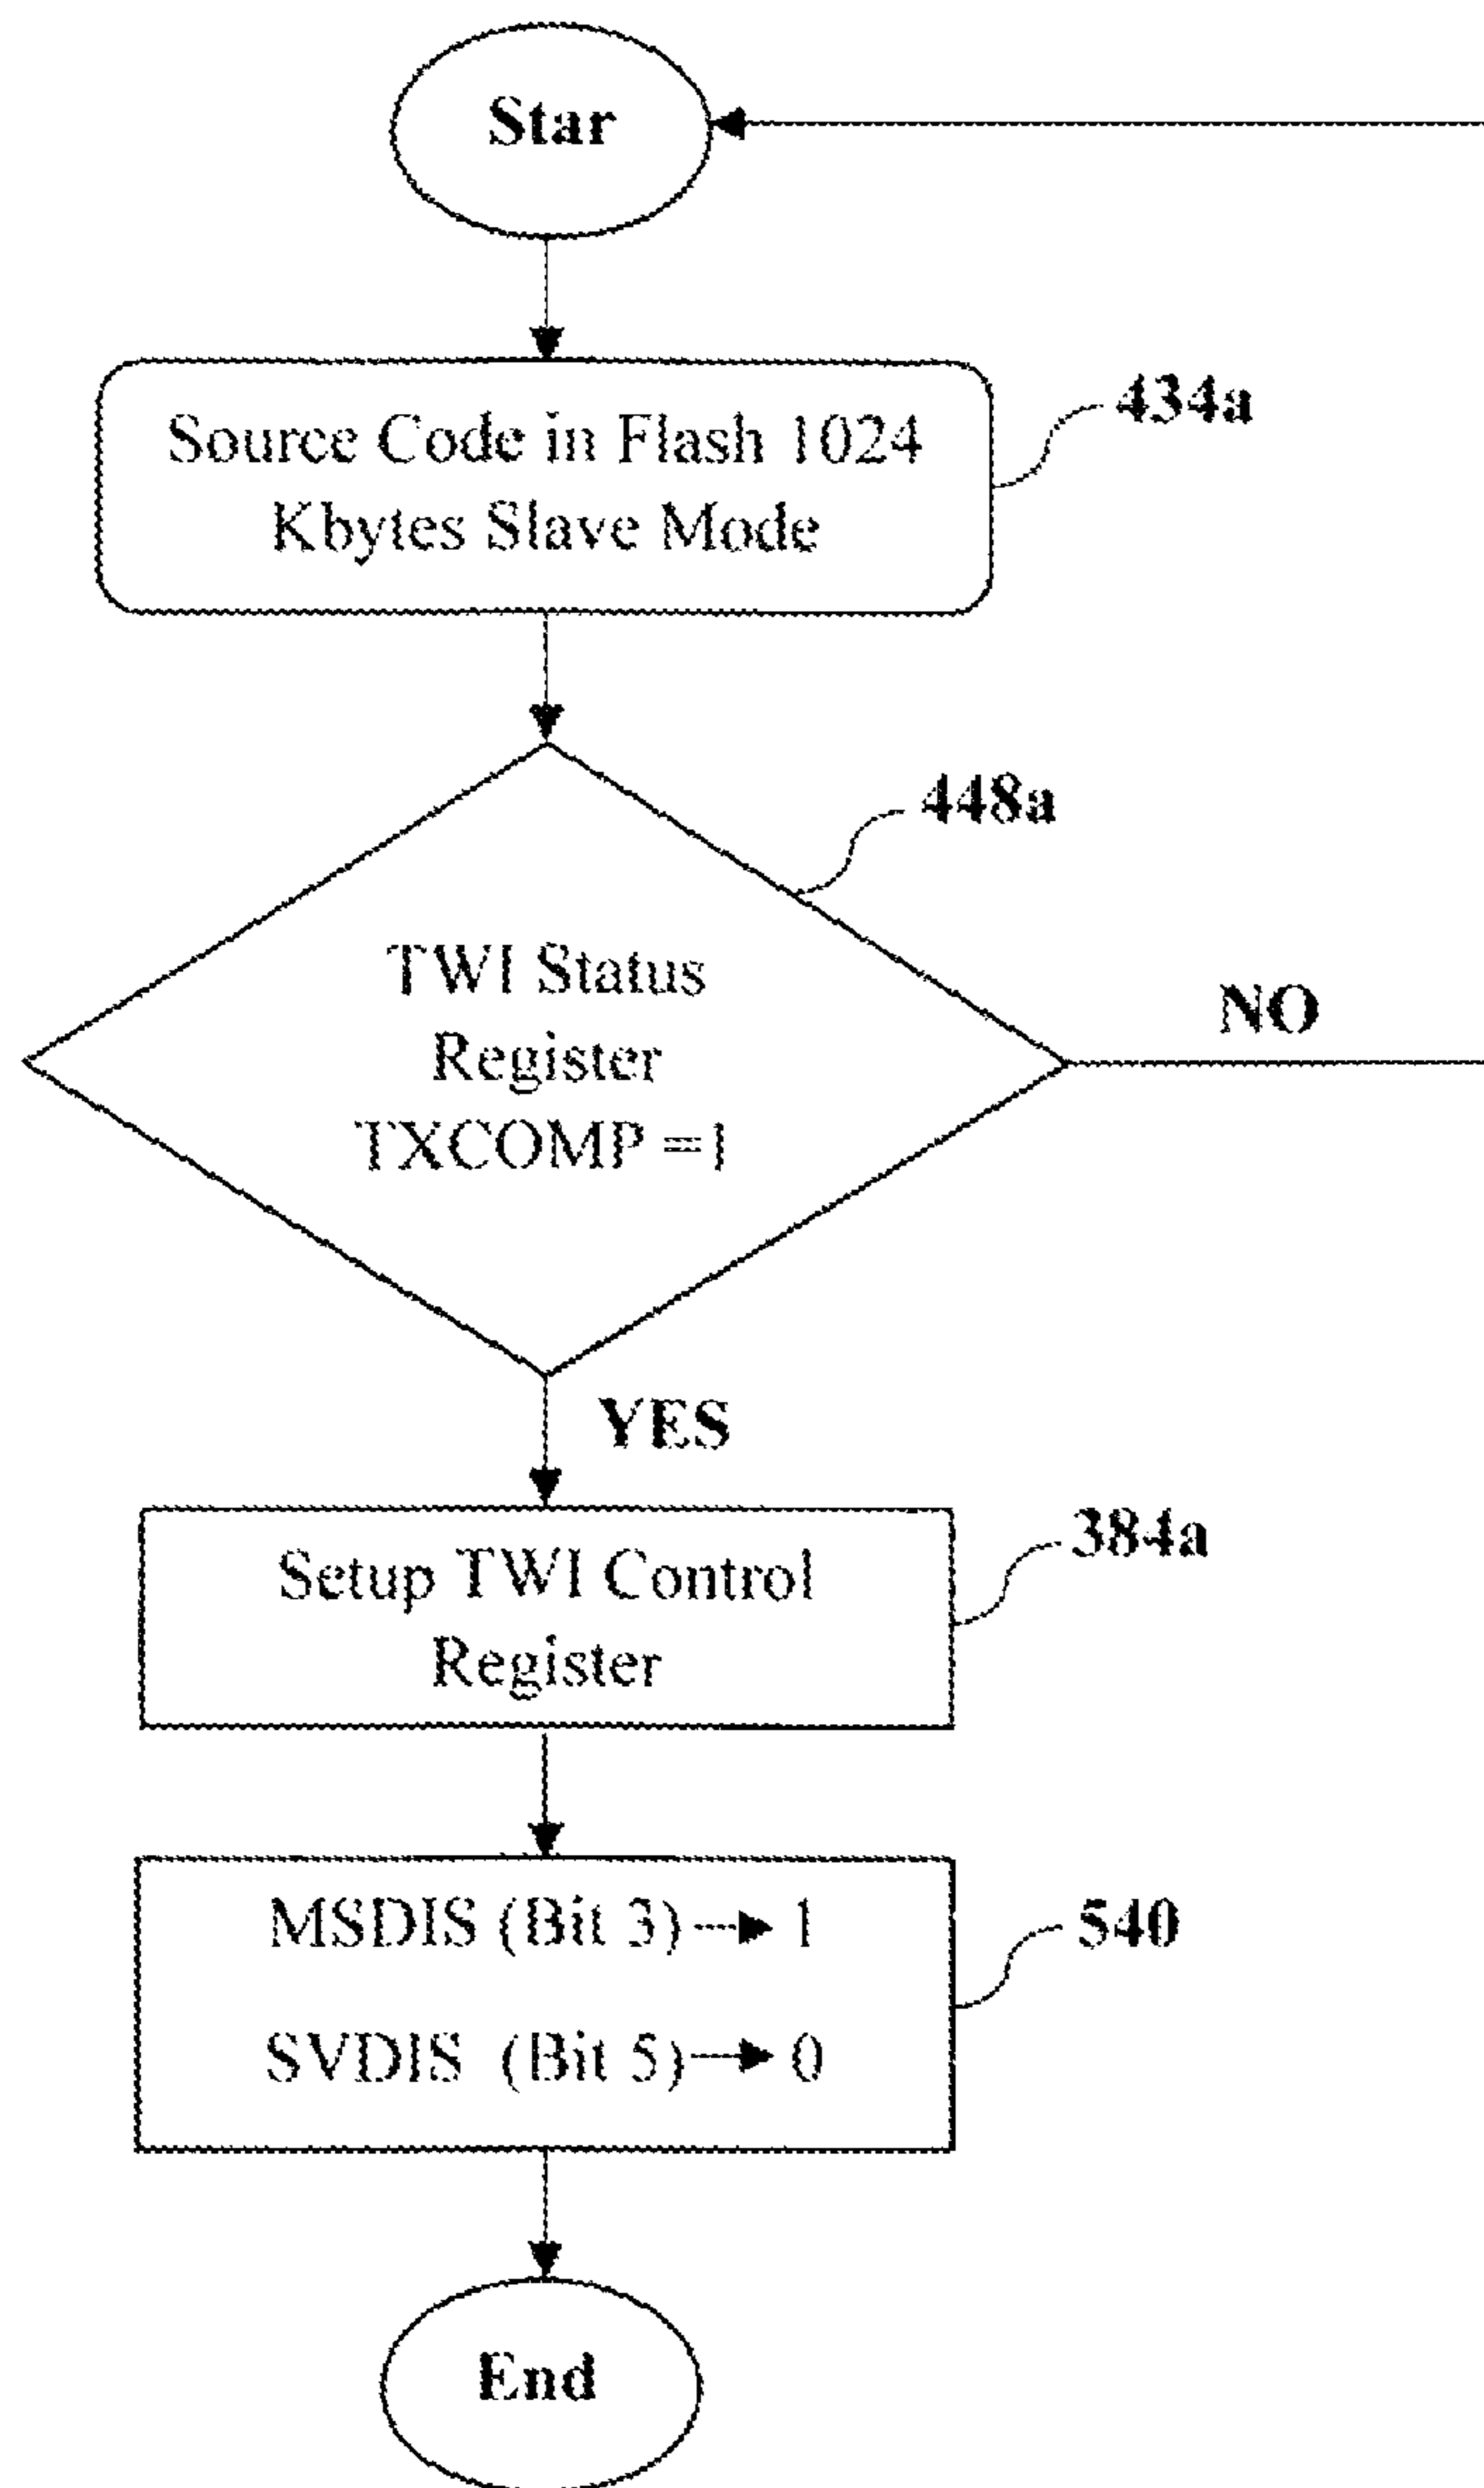 Star
Source Code in Flash 1024
Kbytes Slave Mode
434a
448a
TWI Status
Register
TXCOMP =1
NO
YES
Setup TWI Control
Register
384a
MSDIS (Bit 3) → 1
SVDIS (Bit 5) → 0
540
End